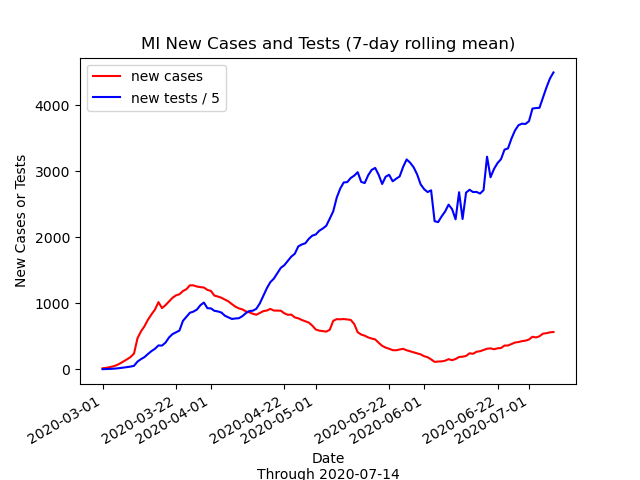 MI New Cases and Tests (7-day rolling mean)
new cases
new tests / 5
New Cases or Tests
4000
3000
2000
1000
0
2020-03-01
2020-03-22
2020-04-01
2020-04-22
2020-05-01
2020-05-22
2020-06-01
2020-06-22
2020-07-01
Date
Through 2020-07-14